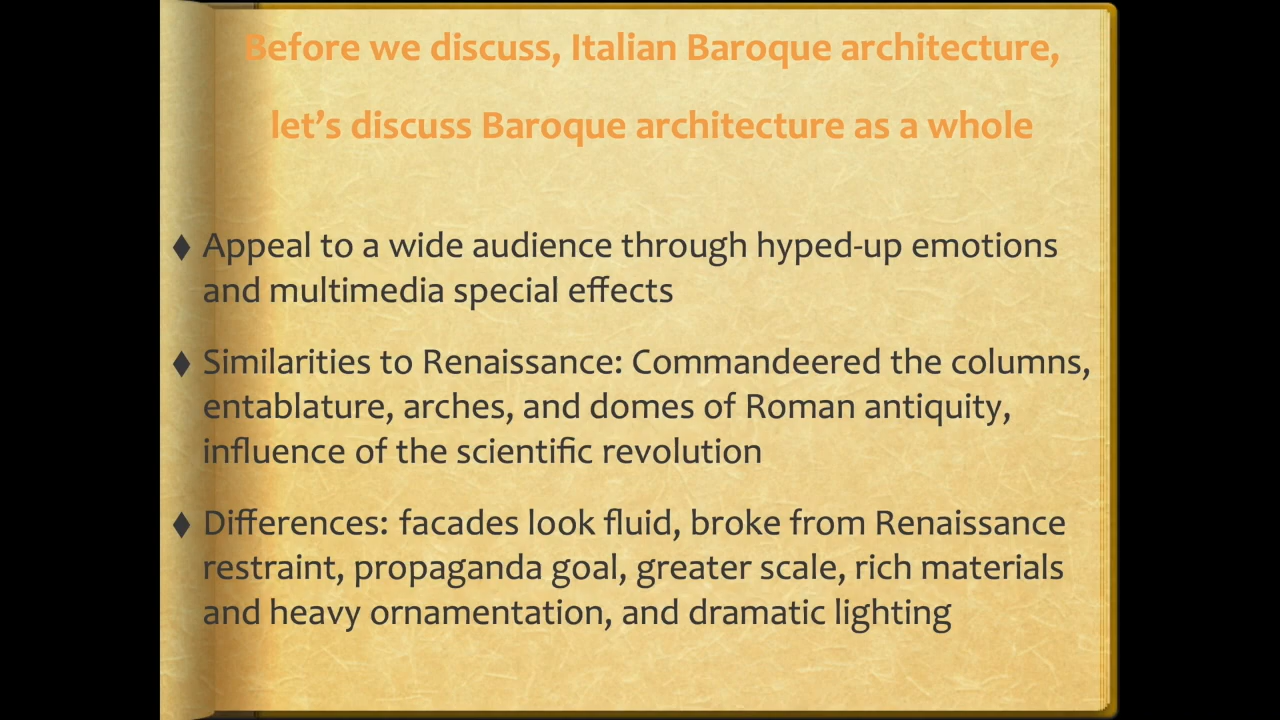 Before we discuss, Italian Baroque architecture,
let’s discuss Baroque architecture as a whole
♦ Appeal to a wide audience through hyped-up emotions
and multimedia special effects
♦ Similarities to Renaissance: Commandeered the columns,
entablature, arches, and domes of Roman antiquity,
influence of the scientific revolution
♦ Differences: facades look fluid, broke from Renaissance
restraint, propaganda goal, greater scale, rich materials
and heavy ornamentation, and dramatic lighting